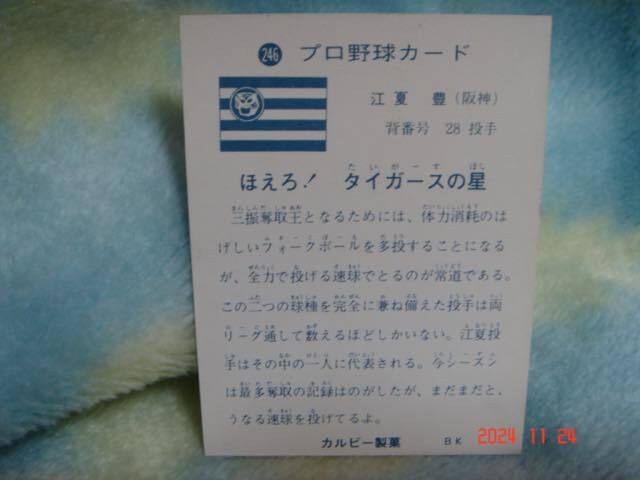 246 プロ野球カード
江夏 豊(阪神)
背番号 28 投手
ほえろ! タイガースの星
三振奪取王となるためには、体力消耗のは
げしいフォークボールを多投することになる
が、全力で投げる速球でとるのが常道である。
この二つの球種を完全に兼ね備えた投手は両
リーグ通して数えるほどしかいない。江夏投
手はその中の一人に代表される。今シーズン
は最多奪取の記録はのがしたが、まだまだと、
うなる速球を投げてるよ。
カルビー製菓 BK
2024 11 24